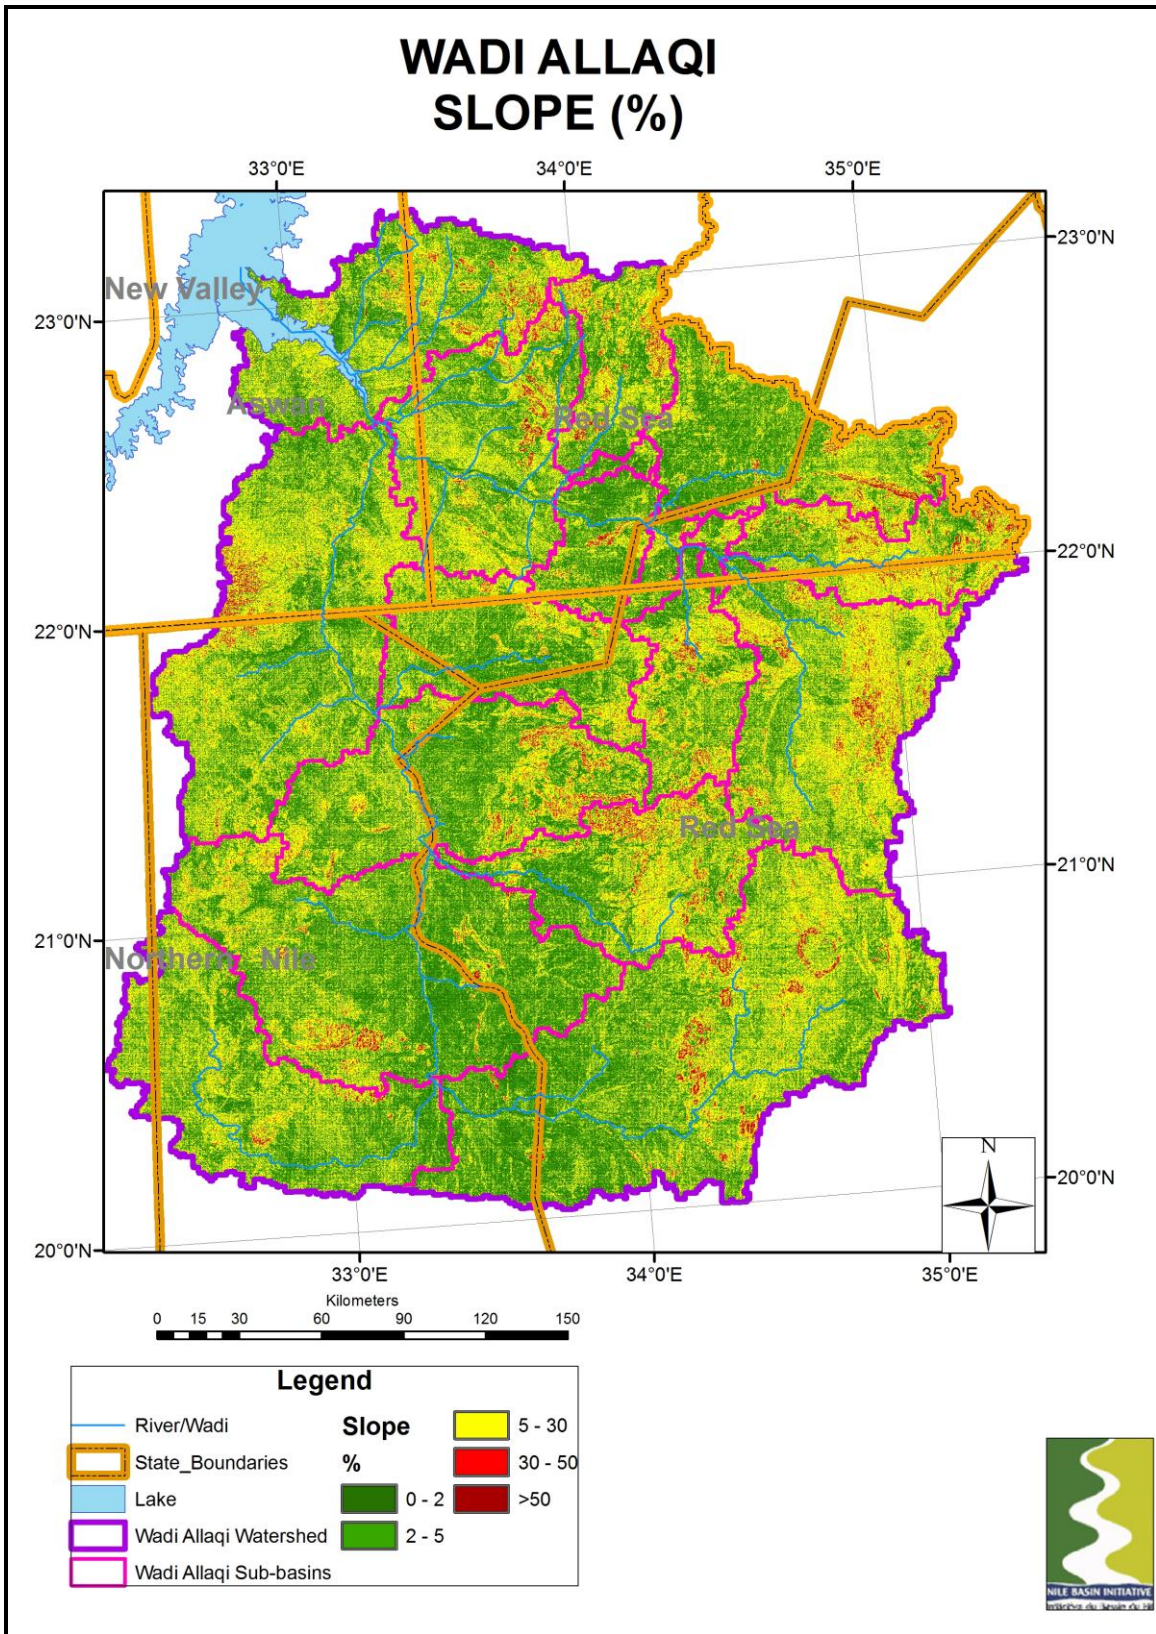 WADI ALLAQI
SLOPE (%)
33°0'E
34°0'E
35°0'E
23°0'N
New Valley
23°0'N
Aswan
Red Sea
22°0'N
22°0'N
Red Sea
21°0'N
21°0'N
Northern Nile
N
20°0'N
20°0'N
33°0'E
34°0'E
35°0'E
Kilometers
0 15 30 60 90 120 150
Legend
River/Wadi
State_Boundaries
Lake
Wadi Allaqi Watershed
Wadi Allaqi Sub-basins
Slope
%
0 - 2
2 - 5
5 - 30
30 - 50
>50
NILE BASIN INITIATIVE